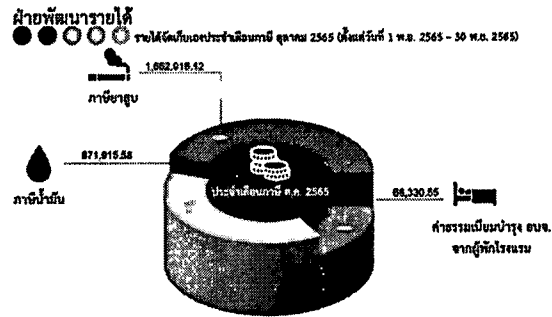 ฝ่ายพัฒนารายได้
รายได้จัดเก็บเองประจำเดือนภาษี ตุลาคม 2565 (ตั้งแต่วันที่ 1 พ.ย. 2565 - 30 พ.ย. 2565)
1,662,918.42
ภาษียาสูบ
871,915.58
ภาษีน้ำมัน
ประจำเดือนภาษี ต.ค. 2565
68,330.65
ค่าธรรมเนียมบำรุง อบจ.
จากผู้พักโรงแรม